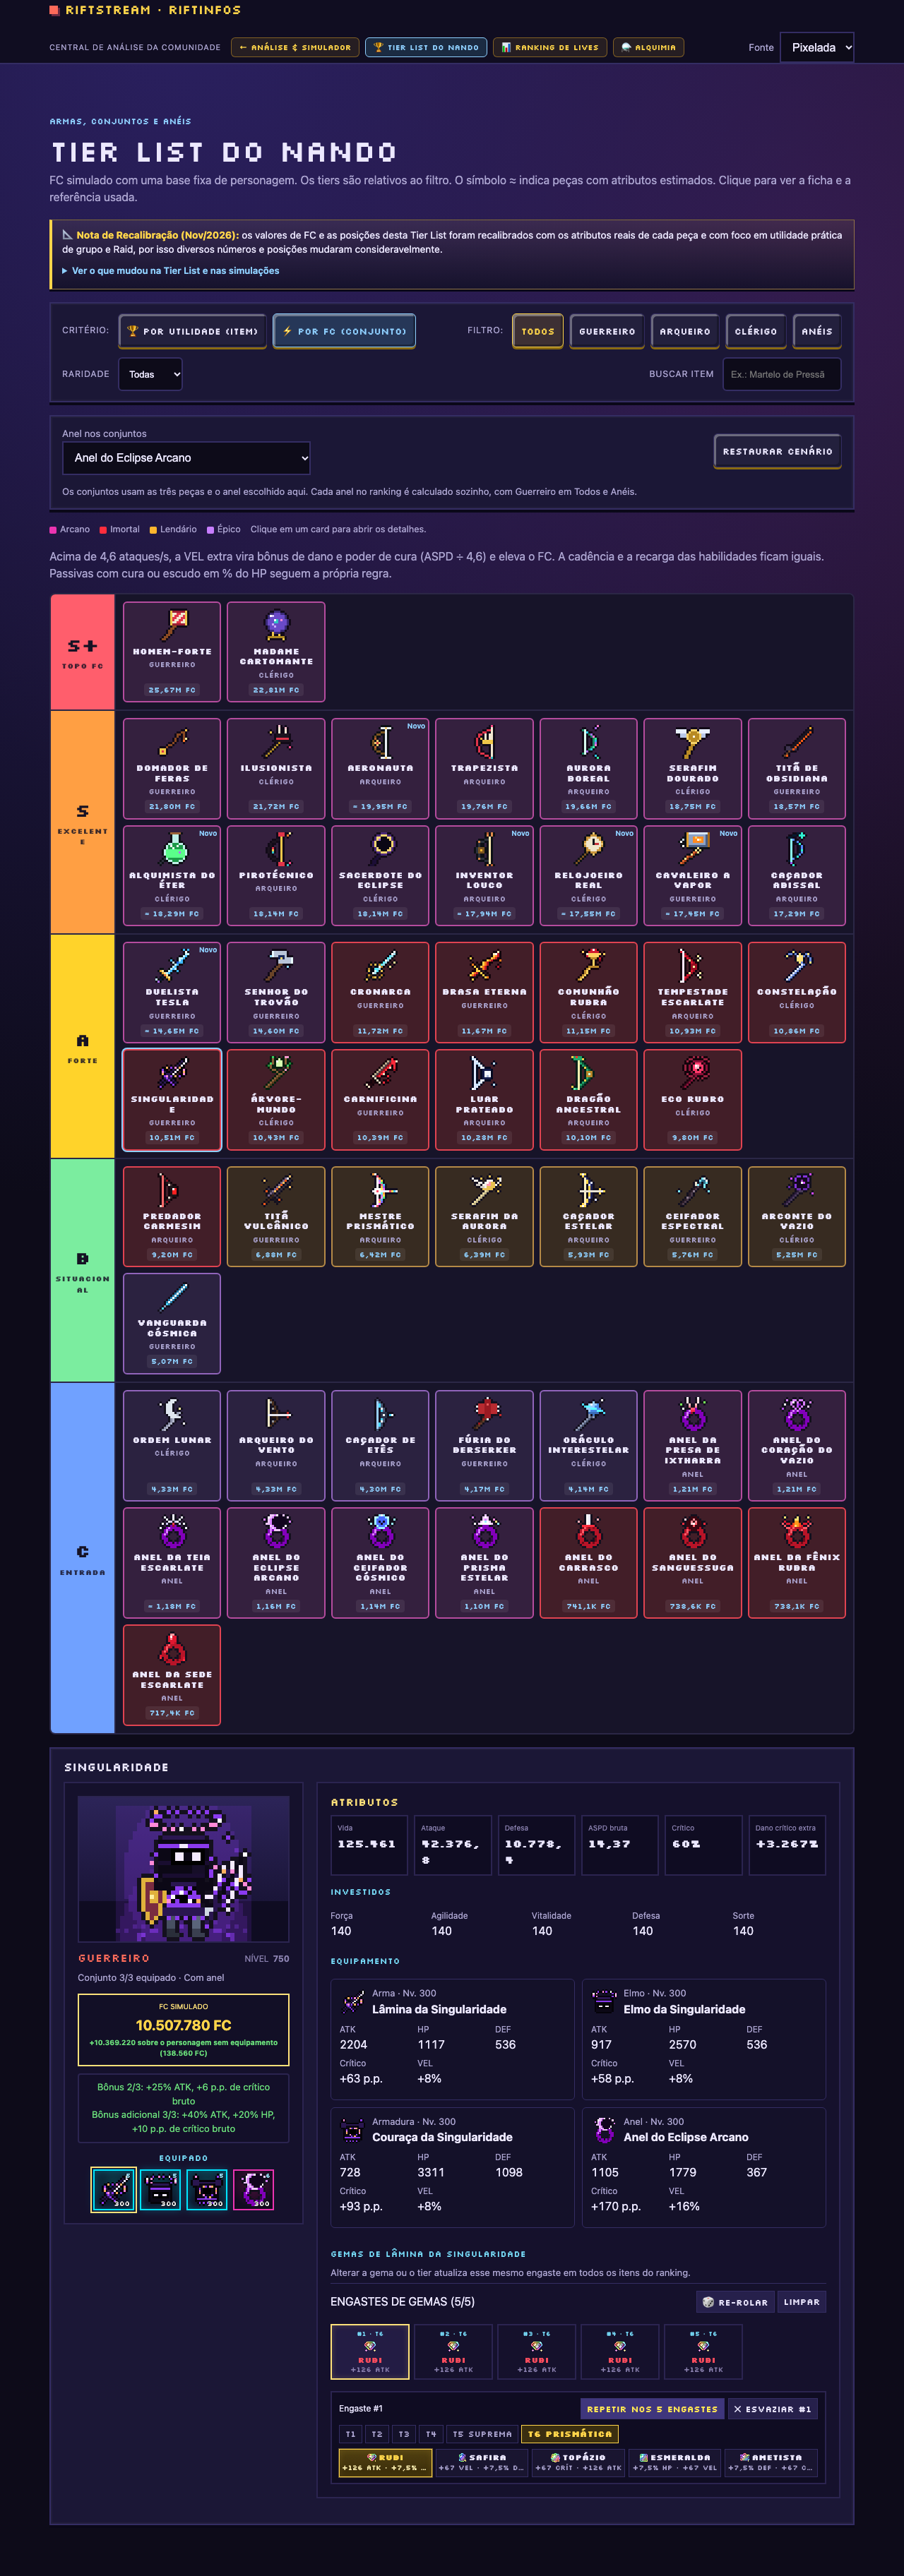 RIFTSTREAM · RIFTINFOS
CENTRAL DE ANÁLISE DA COMUNIDADE
← ANÁLISE & SIMULADOR
🏆 TIER LIST DO NANDO
📊 RANKING DE LIVES
ALQUIMIA
Fonte
Pixelada
ARMAS, CONJUNTOS E ANÉIS
TIER LIST DO NANDO
FC simulado com uma base fixa de personagem. Os tiers são relativos ao filtro. O símbolo ≈ indica peças com atributos estimados. Clique para ver a ficha e a
referência usada.
📐 Nota de Recalibração (Nov/2026): os valores de FC e as posições desta Tier List foram recalibrados com os atributos reais de cada peça e com foco em utilidade prática
de grupo e Raid, por isso diversos números e posições mudaram consideravelmente.
▶ Ver o que mudou na Tier List e nas simulações
CRITÉRIO:
🏆 POR UTILIDADE (ITEM)
⚡ POR FC (CONJUNTO)
FILTRO:
TODOS
GUERREIRO
ARQUEIRO
CLÉRIGO
ANÉIS
RARIDADE
Todas
BUSCAR ITEM
Ex.: Martelo de Pressã
Anel nos conjuntos
Anel do Eclipse Arcano
RESTAURAR CENÁRIO
Os conjuntos usam as três peças e o anel escolhido aqui. Cada anel no ranking é calculado sozinho, com Guerreiro em Todos e Anéis.
Arcano Imortal Lendário Épico Clique em um card para abrir os detalhes.
Acima de 4,6 ataques/s, a VEL extra vira bônus de dano e poder de cura (ASPD ÷ 4,6) e eleva o FC. A cadência e a recarga das habilidades ficam iguais.
Passivas com cura ou escudo em % do HP seguem a própria regra.
S+
TOPO FC
HOMEM-FORTE
GUERREIRO
25,67M FC
MADAME
CARTOMANTE
CLÉRIGO
22,81M FC
S
EXCELENT
E
DOMADOR DE
FERAS
GUERREIRO
21,80M FC
ILUSIONISTA
CLÉRIGO
21,72M FC
Novo
AERONAUTA
ARQUEIRO
≈ 19,95M FC
TRAPEZISTA
ARQUEIRO
19,76M FC
AURORA
BOREAL
ARQUEIRO
19,66M FC
SERAFIM
DOURADO
CLÉRIGO
18,75M FC
TITÃ DE
OBSIDIANA
GUERREIRO
18,57M FC
Novo
ALQUIMISTA DO
ÉTER
CLÉRIGO
≈ 18,29M FC
PIROTÉCNICO
ARQUEIRO
18,14M FC
SACERDOTE DO
ECLIPSE
CLÉRIGO
18,14M FC
Novo
INVENTOR
LOUCO
ARQUEIRO
≈ 17,94M FC
Novo
RELOJOEIRO
REAL
CLÉRIGO
≈ 17,55M FC
Novo
CAVALEIRO A
VAPOR
GUERREIRO
≈ 17,45M FC
CAÇADOR
ABISSAL
ARQUEIRO
17,29M FC
A
FORTE
Novo
DUELISTA
TESLA
GUERREIRO
≈ 14,65M FC
SENHOR DO
TROVÃO
GUERREIRO
14,60M FC
CRONARCA
GUERREIRO
11,72M FC
BRASA ETERNA
GUERREIRO
11,67M FC
COMUNHÃO
RUBRA
CLÉRIGO
11,15M FC
TEMPESTADE
ESCARLATE
ARQUEIRO
10,93M FC
CONSTELAÇÃO
CLÉRIGO
10,86M FC
SINGULARIDAD
E
GUERREIRO
10,51M FC
ÁRVORE-
MUNDO
CLÉRIGO
10,43M FC
CARNIFICINA
GUERREIRO
10,39M FC
LUAR
PRATEADO
ARQUEIRO
10,28M FC
DRAGÃO
ANCESTRAL
ARQUEIRO
10,10M FC
ECO RUBRO
CLÉRIGO
9,80M FC
B
SITUACION
AL
PREDADOR
CARMESIM
ARQUEIRO
9,20M FC
TITÃ
VULCÂNICO
GUERREIRO
6,88M FC
MESTRE
PRISMÁTICO
ARQUEIRO
6,42M FC
SERAFIM DA
AURORA
CLÉRIGO
6,39M FC
CAÇADOR
ESTELAR
ARQUEIRO
5,93M FC
CEIFADOR
ESPECTRAL
GUERREIRO
5,76M FC
ARCONTE DO
VAZIO
CLÉRIGO
5,25M FC
VANGUARDA
CÓSMICA
GUERREIRO
5,07M FC
C
ENTRADA
ORDEM LUNAR
CLÉRIGO
4,33M FC
ARQUEIRO DO
VENTO
ARQUEIRO
4,33M FC
CAÇADOR DE
ETÉS
ARQUEIRO
4,30M FC
FÚRIA DO
BERSERKER
GUERREIRO
4,17M FC
ORÁCULO
INTERESTELAR
CLÉRIGO
4,14M FC
ANEL DA
PRESA DE
IXTHARRA
ANEL
1,21M FC
ANEL DO
CORAÇÃO DO
VAZIO
ANEL
1,21M FC
ANEL DA TEIA
ESCARLATE
ANEL
≈ 1,18M FC
ANEL DO
ECLIPSE
ARCANO
ANEL
1,16M FC
ANEL DO
CEIFADOR
CÓSMICO
ANEL
1,14M FC
ANEL DO
PRISMA
ESTELAR
ANEL
1,10M FC
ANEL DO
CARRASCO
ANEL
741,1K FC
ANEL DO
SANGUESSUGA
ANEL
738,6K FC
ANEL DA FÊNIX
RUBRA
ANEL
738,1K FC
ANEL DA SEDE
ESCARLATE
ANEL
717,4K FC
SINGULARIDADE
GUERREIRO
NÍVEL 750
Conjunto 3/3 equipado · Com anel
FC SIMULADO
10.507.780 FC
+10.369.220 sobre o personagem sem equipamento
(138.560 FC)
Bônus 2/3: +25% ATK, +6 p.p. de crítico
bruto
Bônus adicional 3/3: +40% ATK, +20% HP,
+10 p.p. de crítico bruto
EQUIPADO
300 300 300 300
ATRIBUTOS
Vida
125.461
Ataque
42.376,
8
Defesa
10.778,
4
ASPD bruta
14,37
Crítico
60%
Dano crítico extra
+3.267%
INVESTIDOS
Força
140
Agilidade
140
Vitalidade
140
Defesa
140
Sorte
140
EQUIPAMENTO
Arma · Nv. 300
Lâmina da Singularidade
ATK HP DEF
2204 1117 536
Crítico VEL
+63 p.p. +8%
Elmo · Nv. 300
Elmo da Singularidade
ATK HP DEF
917 2570 536
Crítico VEL
+58 p.p. +8%
Armadura · Nv. 300
Couraça da Singularidade
ATK HP DEF
728 3311 1098
Crítico VEL
+93 p.p. +8%
Anel · Nv. 300
Anel do Eclipse Arcano
ATK HP DEF
1105 1779 367
Crítico VEL
+170 p.p. +16%
GEMAS DE LÂMINA DA SINGULARIDADE
Alterar a gema ou o tier atualiza esse mesmo engaste em todos os itens do ranking.
ENGASTES DE GEMAS (5/5)
🎲 RE-ROLAR
LIMPAR
#1 · T6
RUBI
+126 ATK
#2 · T6
RUBI
+126 ATK
#3 · T6
RUBI
+126 ATK
#4 · T6
RUBI
+126 ATK
#5 · T6
RUBI
+126 ATK
Engaste #1
REPETIR NOS 5 ENGASTES
✕ ESVAZIAR #1
T1 T2 T3 T4 T5 SUPREMA T6 PRISMÁTICA
RUBI
+126 ATK · +7,5% …
SAFIRA
+67 VEL · +7,5% D…
TOPÁZIO
+67 CRÍT · +126 ATK
ESMERALDA
+7,5% HP · +67 VEL
AMETISTA
+7,5% DEF · +67 C…